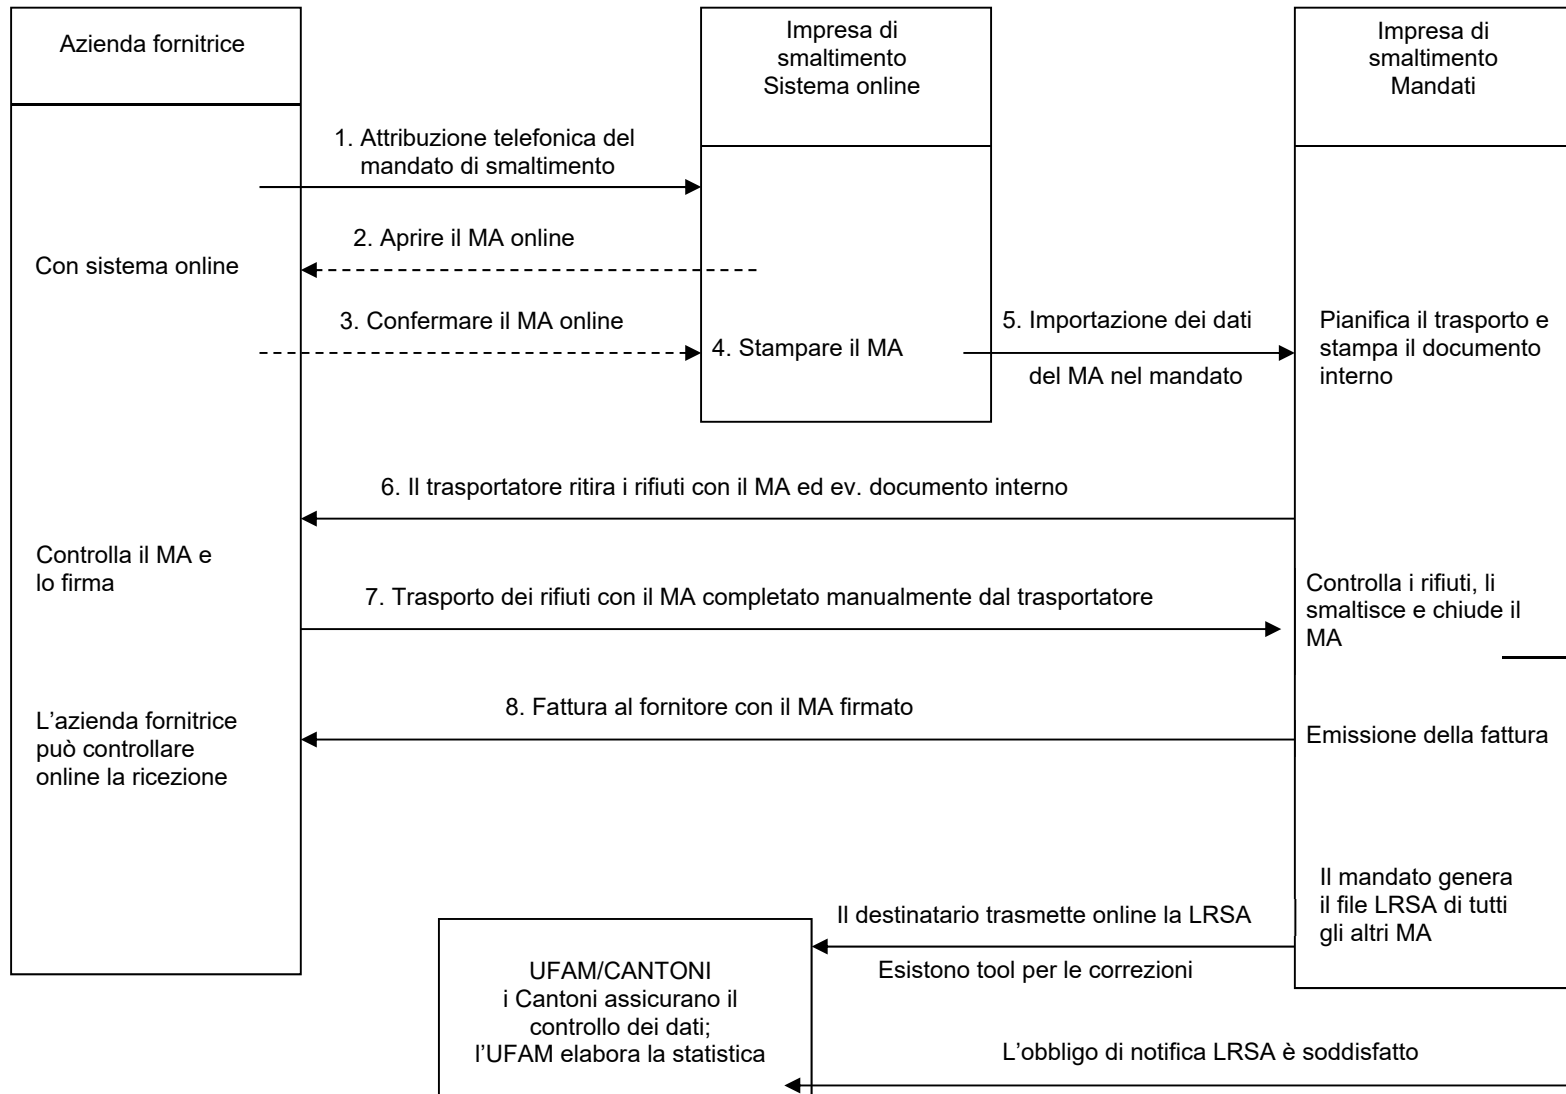 Azienda fornitrice
Impresa di
smaltimento
Sistema online
Impresa di
smaltimento
Mandati
1. Attribuzione telefonica del
mandato di smaltimento
2. Aprire il MA online
Con sistema online
3. Confermare il MA online
4. Stampare il MA
5. Importazione dei dati
del MA nel mandato
Pianifica il trasporto e
stampa il documento
interno
6. Il trasportatore ritira i rifiuti con il MA ed ev. documento interno
Controlla il MA e
lo firma
7. Trasporto dei rifiuti con il MA completato manualmente dal trasportatore
Controlla i rifiuti, li
smaltisce e chiude il
MA
8. Fattura al fornitore con il MA firmato
L’azienda fornitrice
può controllare
online la ricezione
Emissione della fattura
Il mandato genera
il file LRSA di tutti
gli altri MA
Il destinatario trasmette online la LRSA
Esistono tool per le correzioni
UFAM/CANTONI
i Cantoni assicurano il
controllo dei dati;
l’UFAM elabora la statistica
L’obbligo di notifica LRSA è soddisfatto